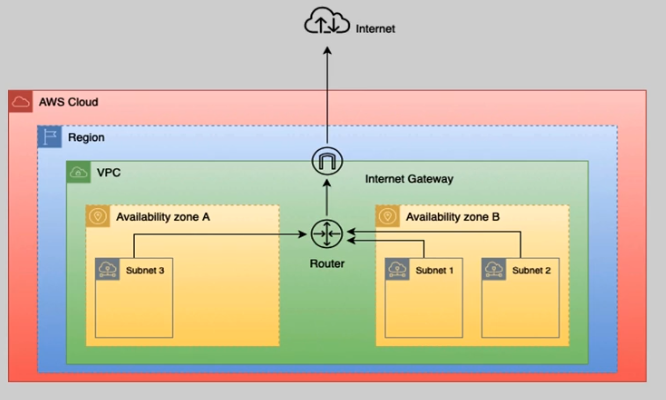 Internet
AWS Cloud
Region
VPC
Internet Gateway
Availability zone A
Availability zone B
Router
Subnet 3
Subnet 1
Subnet 2